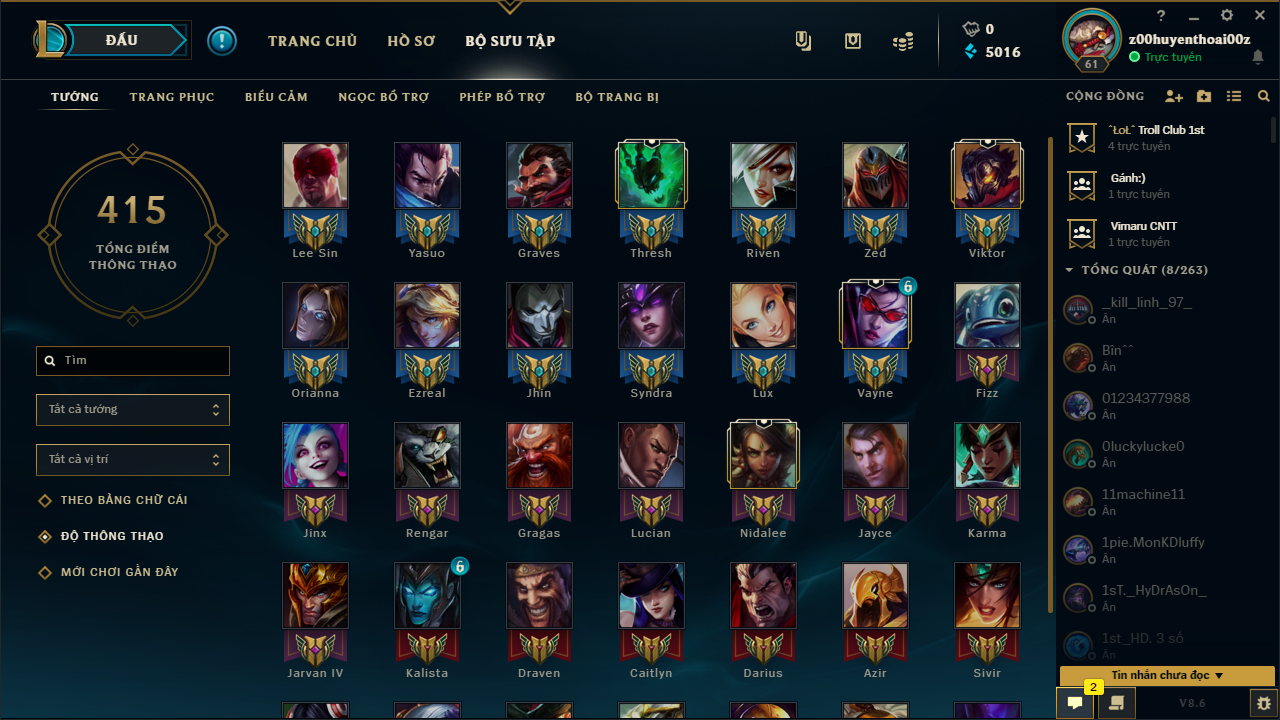 ĐẤU
!
TRANG CHỦ
HỒ SƠ
BỘ SƯU TẬP
0
5016
?
61
z00huyenthoai00z
Trực tuyến
TƯỚNG
TRANG PHỤC
BIỂU CẢM
NGỌC BỔ TRỢ
PHÉP BỔ TRỢ
BỘ TRANG BỊ
415
TỔNG ĐIỂM
THÔNG THẠO
Tìm
Tất cả tướng
Tất cả vị trí
THEO BẢNG CHỮ CÁI
ĐỘ THÔNG THẠO
MỚI CHƠI GẦN ĐÂY
Lee Sin
Yasuo
Graves
Thresh
Riven
Zed
Viktor
6
Orianna
Ezreal
Jhin
Syndra
Lux
Vayne
Fizz
Jinx
Rengar
Gragas
Lucian
Nidalee
Jayce
Karma
6
Jarvan IV
Kalista
Draven
Caitlyn
Darius
Azir
Sivir
CỘNG ĐỒNG
ˆŁoŁˆ Troll Club 1st
4 trực tuyến
Gánh:)
1 trực tuyến
Vimaru CNTT
1 trực tuyến
TỔNG QUÁT (8/263)
_kill_linh_97_
Ẩn
Bínˆˆ
Ẩn
01234377988
Ẩn
0luckylucke0
Ẩn
11machine11
Ẩn
1pie.MonKDluffy
Ẩn
1sT._HyDrAsOn_
Ẩn
1st_HD. 3 số
Ẩn
Tin nhắn chưa đọc
2
V8.6